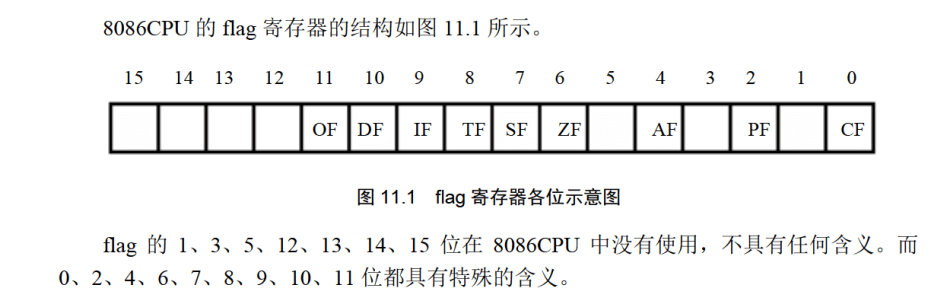 8086CPU 的 flag 寄存器的结构如图 11.1 所示。
15 14 13 12 11 10 9 8 7 6 5 4 3 2 1 0
OF DF IF TF SF ZF AF PF CF
图 11.1 flag 寄存器各位示意图
flag 的 1、3、5、12、13、14、15 位在 8086CPU 中没有使用，不具有任何含义。而
0、2、4、6、7、8、9、10、11 位都具有特殊的含义。